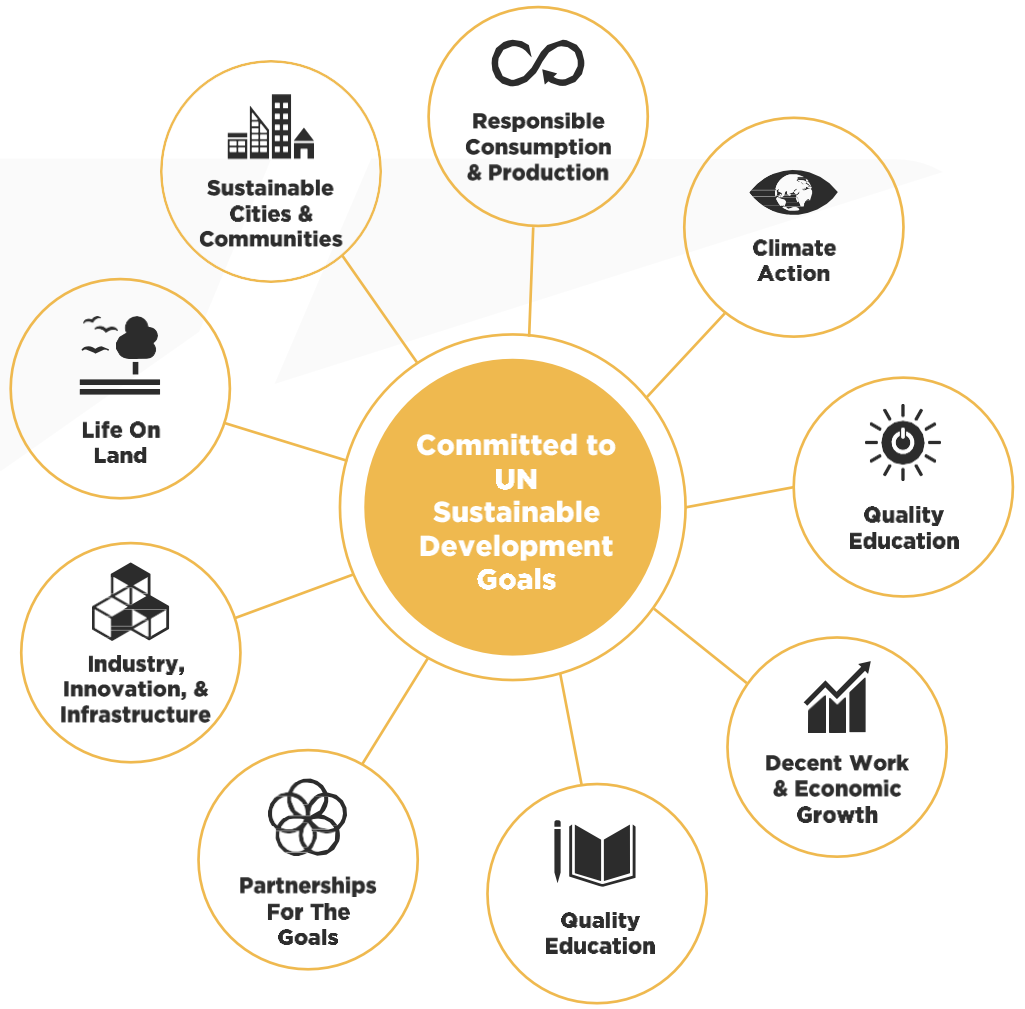 Responsible
Consumption
& Production
Sustainable
Cities &
Communities
Climate
Action
Life On
Land
Committed to
UN
Sustainable
Development
Goals
Quality
Education
Industry,
Innovation, &
Infrastructure
Decent Work
& Economic
Growth
Partnerships
For The
Goals
Quality
Education